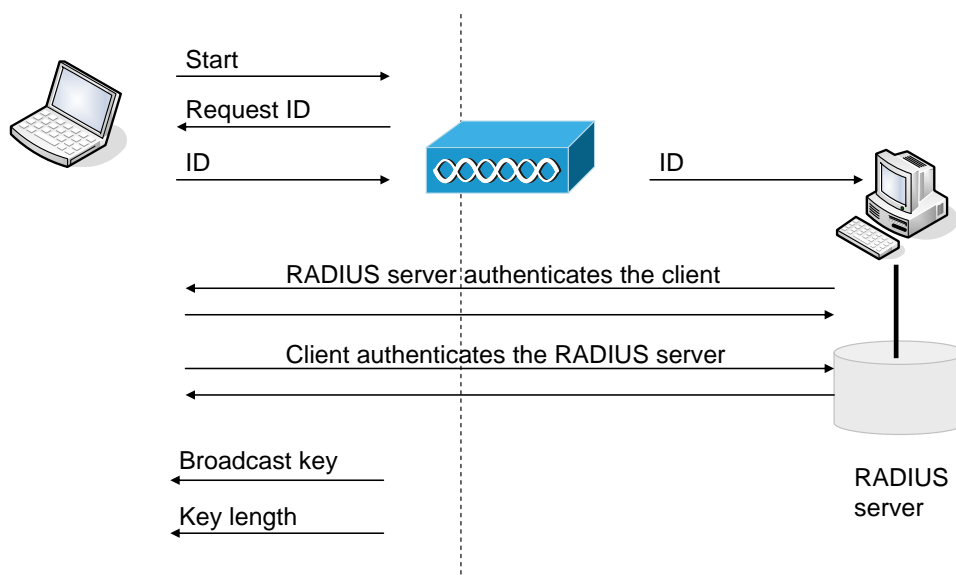 Start
Request ID
ID
ID
RADIUS server authenticates the client
Client authenticates the RADIUS server
Broadcast key
Key length
RADIUS
server